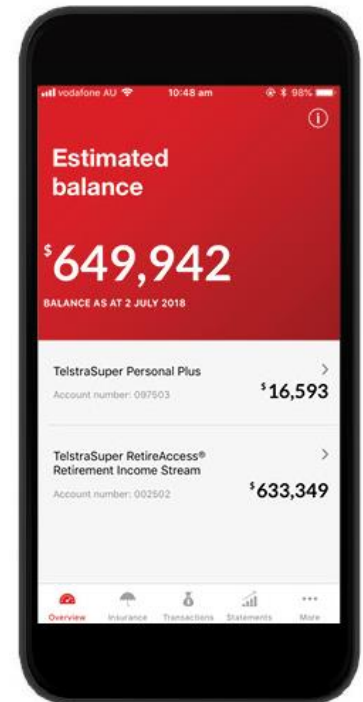 vodafone AU 10:48 am 98%
Estimated
balance
$649,942
BALANCE AS AT 2 JULY 2018
TelstraSuper Personal Plus
Account number: 097503
$16,593
TelstraSuper RetireAccess®
Retirement Income Stream
Account number: 002502
$633,349
Overview Insurance Transactions Statements More